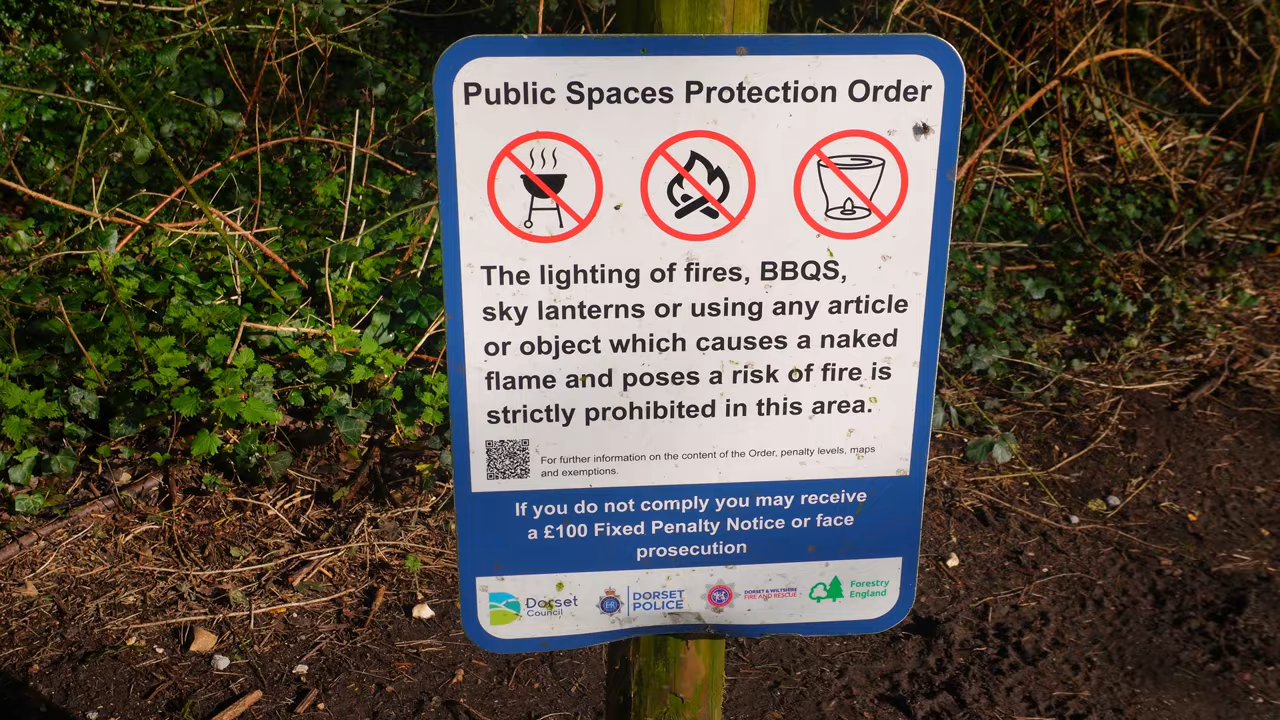 Public Spaces Protection Order
The lighting of fires, BBQS,
sky lanterns or using any article
or object which causes a naked
flame and poses a risk of fire is
strictly prohibited in this area.
For further information on the content of the Order, penalty levels, maps
and exemptions.
If you do not comply you may receive
a £100 Fixed Penalty Notice or face
prosecution
Dorset
Council
DORSET
POLICE
DORSET & WILTSHIRE
FIRE AND RESCUE
Forestry
England